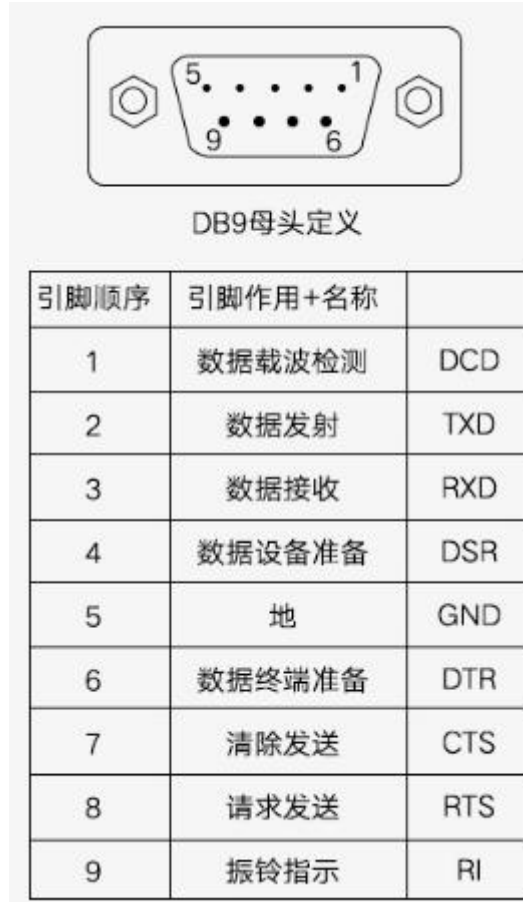 5 1
9 6
DB9母头定义
引脚顺序 引脚作用+名称
1 数据载波检测 DCD
2 数据发射 TXD
3 数据接收 RXD
4 数据设备准备 DSR
5 地 GND
6 数据终端准备 DTR
7 清除发送 CTS
8 请求发送 RTS
9 振铃指示 RI